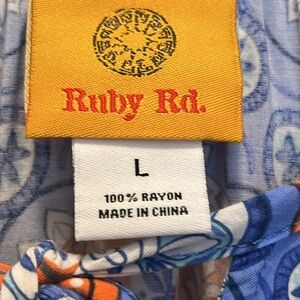 Ruby Rd.
L
100% RAYON
MADE IN CHINA